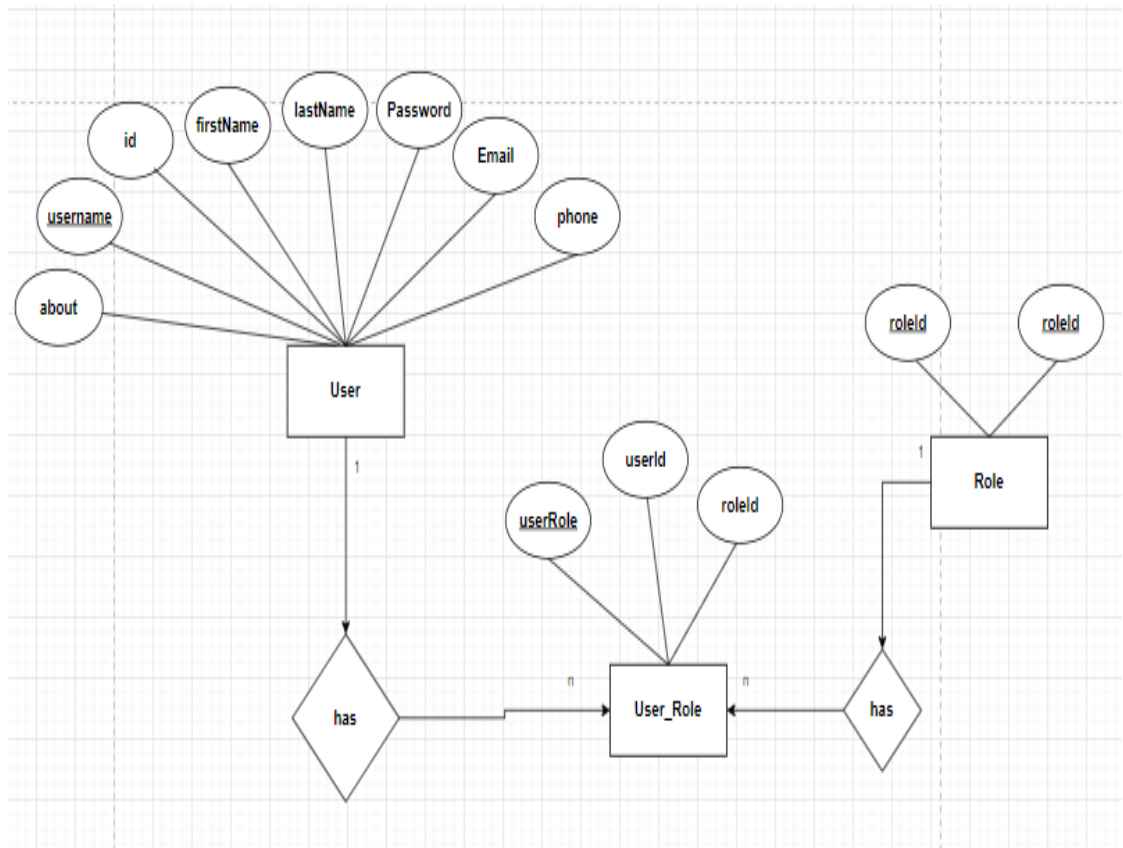 lastName
Password
firstName
id
Email
username
phone
about
roleId
roleId
User
userId
1
1
Role
roleId
userRole
n
n
has
User_Role
has